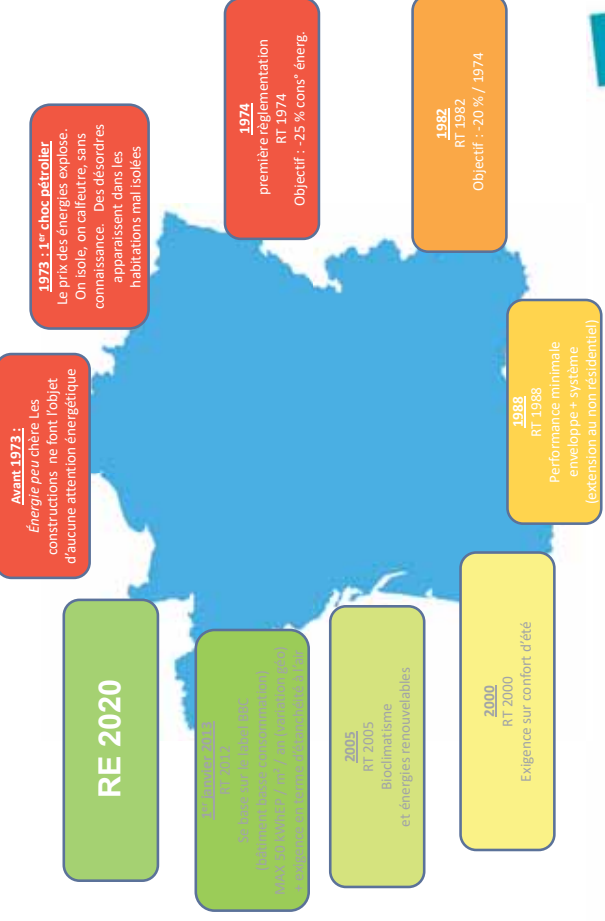 Avant 1973 :
Énergie peu chère Les
constructions ne font l'objet
d'aucune attention énergétique
1973 : 1er choc pétrolier
Le prix des énergies explose.
On isole, on calfeutre, sans
connaissance. Des désordres
apparaissent dans les
habitations mal isolées
1974
première règlementation
RT 1974
Objectif : -25 % cons° énerg.
1982
RT 1982
Objectif : -20 % / 1974
1988
RT 1988
Performance minimale
enveloppe + système
(extension au non résidentiel)
2000
RT 2000
Exigence sur confort d'été
2005
RT 2005
Bioclimatisme
et énergies renouvelables
1er janvier 2013
RT 2012
Se base sur le label BBC
(bâtiment basse consommation)
MAX 50 kWhEP / m² / an (variation géo)
+ exigence en terme d'étanchéité à l'air
RE 2020